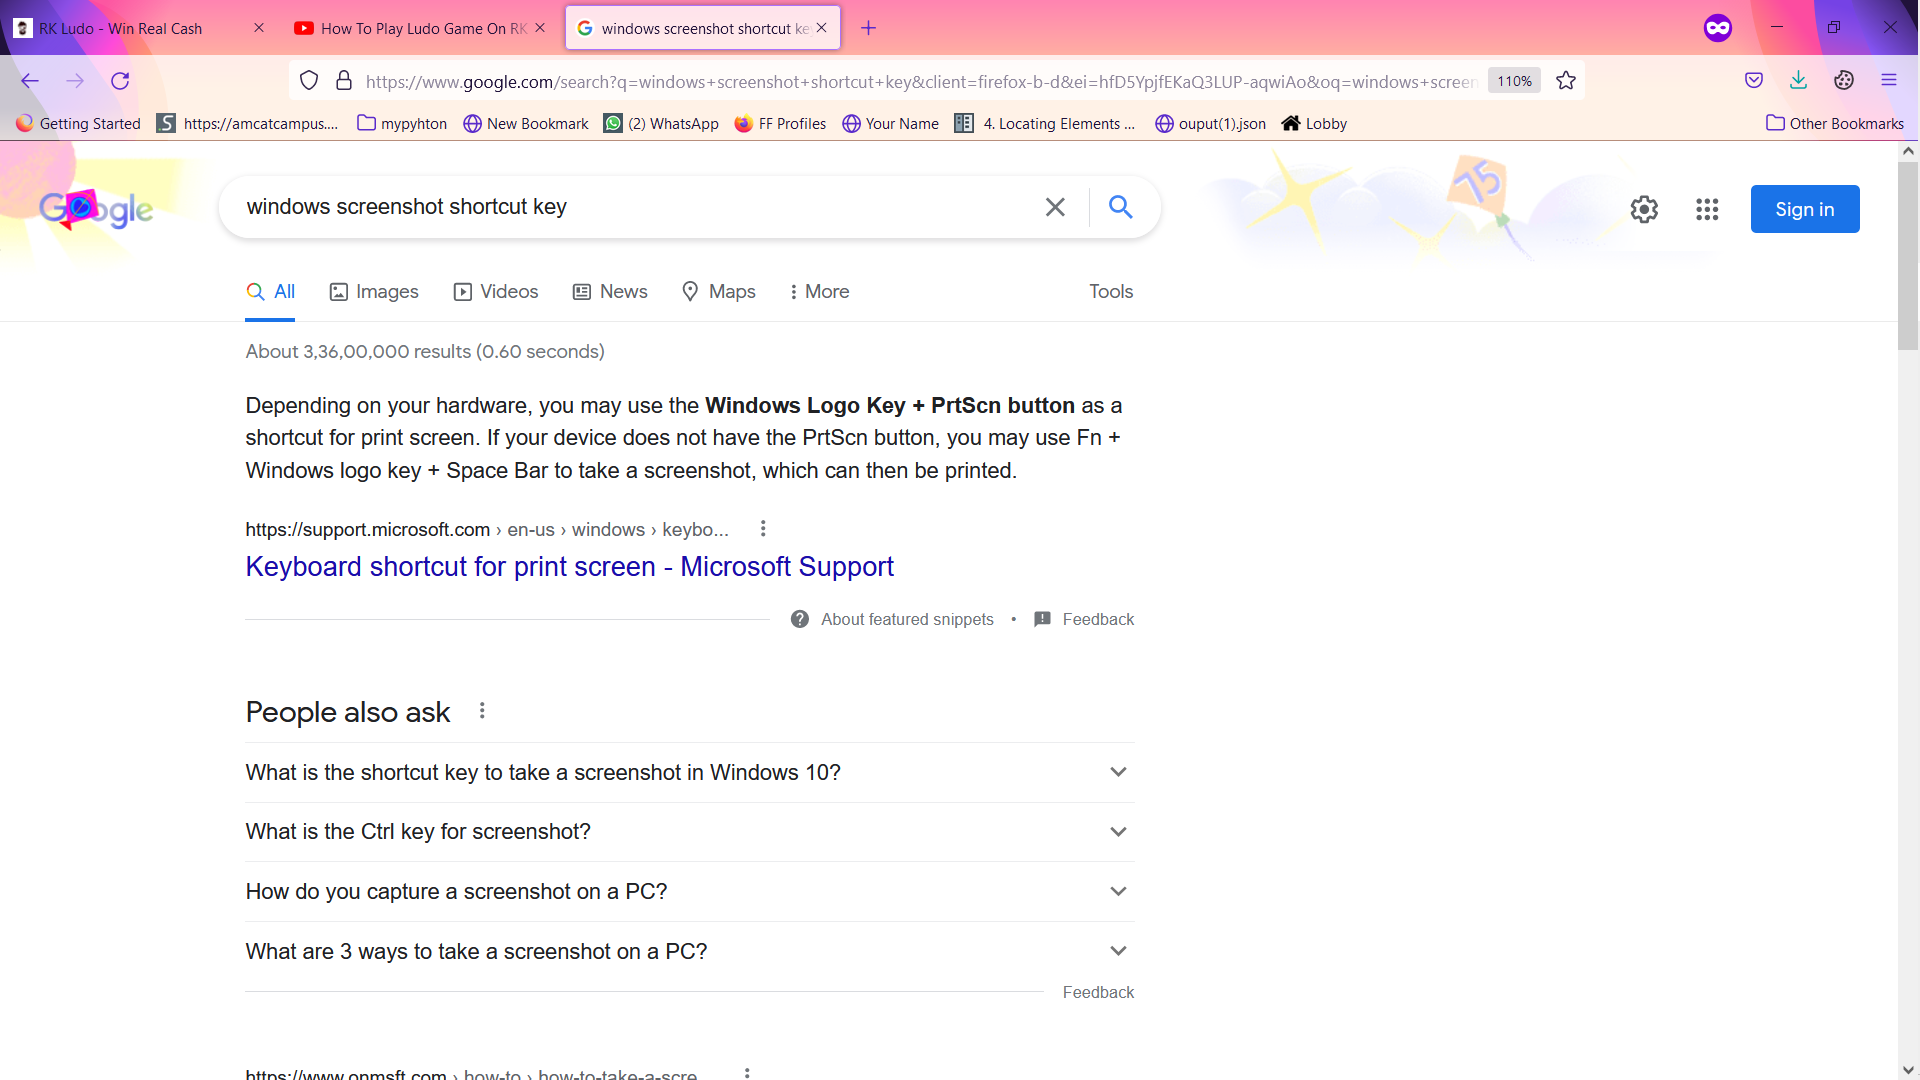 RK Ludo - Win Real Cash
How To Play Ludo Game On RK
windows screenshot shortcut ke
https://www.google.com/search?q=windows+screenshot+shortcut+key&client=firefox-b-d&ei=hfD5YpjfEKaQ3LUP-aqwiAo&oq=windows+screen
110%
Getting Started
https://amcatcampus....
mypyhton
New Bookmark
(2) WhatsApp
FF Profiles
Your Name
4. Locating Elements ...
ouput(1).json
Lobby
Other Bookmarks
Google
windows screenshot shortcut key
75
Sign in
All
Images
Videos
News
Maps
More
Tools
About 3,36,00,000 results (0.60 seconds)
Depending on your hardware, you may use the Windows Logo Key + PrtScn button as a
shortcut for print screen. If your device does not have the PrtScn button, you may use Fn +
Windows logo key + Space Bar to take a screenshot, which can then be printed.
https://support.microsoft.com › en-us › windows › keybo...
Keyboard shortcut for print screen - Microsoft Support
About featured snippets • Feedback
People also ask
What is the shortcut key to take a screenshot in Windows 10?
What is the Ctrl key for screenshot?
How do you capture a screenshot on a PC?
What are 3 ways to take a screenshot on a PC?
Feedback
https://www.onmsft.com › how-to › how-to-take-a-scre...